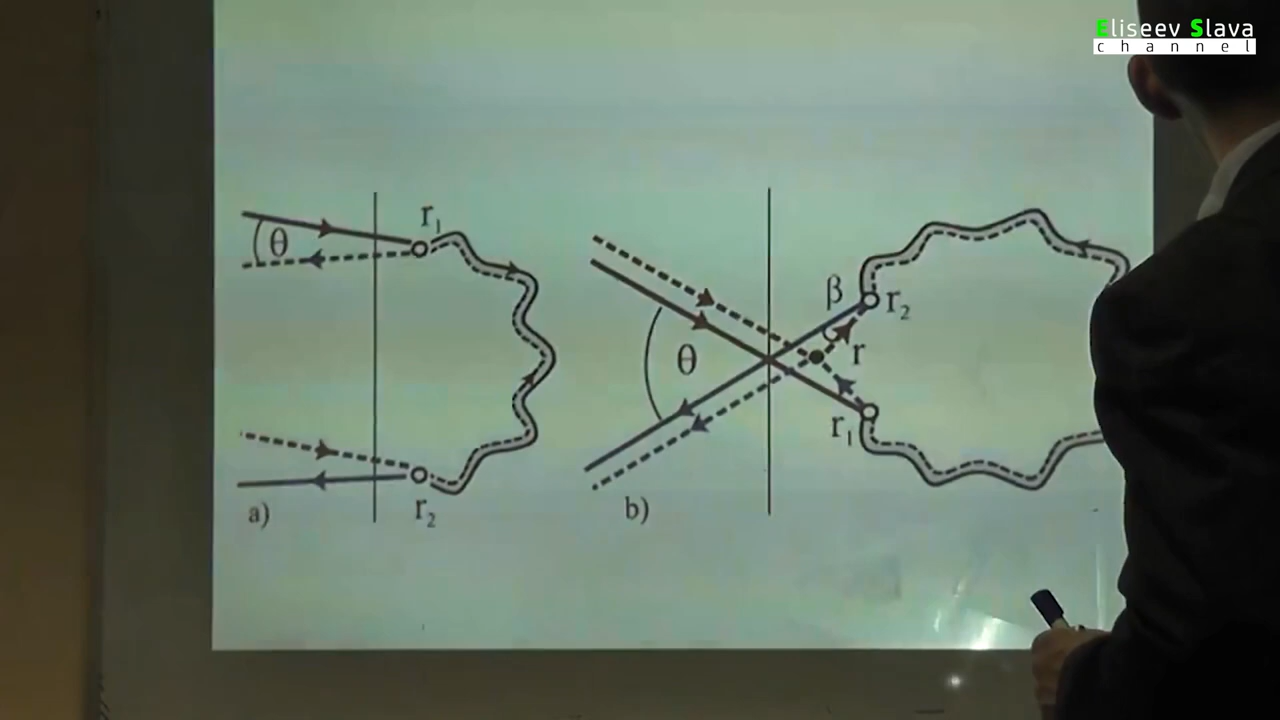 Eliseev Slava
channel
r₁
θ
r₂
a)
β
r₂
θ
r
r₁
b)